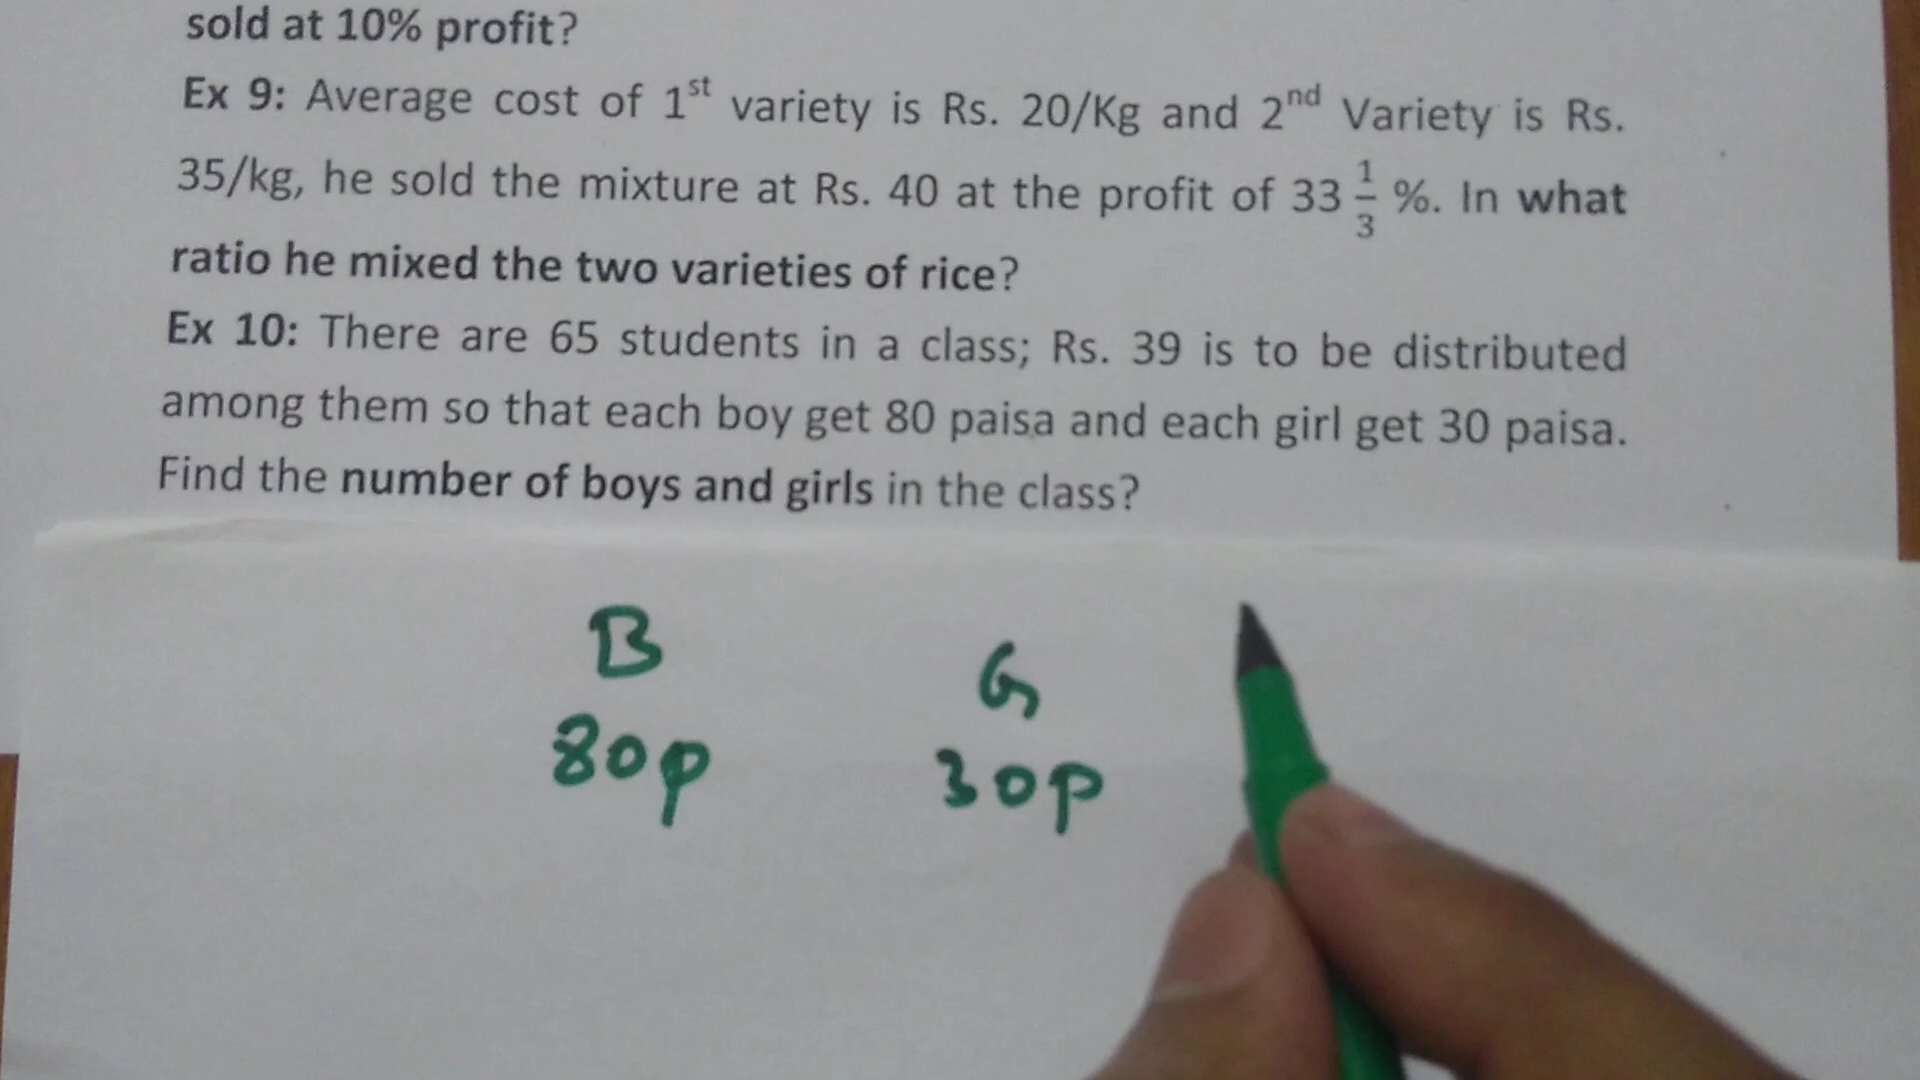 sold at 10% profit?
Ex 9: Average cost of 1st variety is Rs. 20/Kg and 2nd Variety is Rs.
35/kg, he sold the mixture at Rs. 40 at the profit of 33 1/3 %. In what
ratio he mixed the two varieties of rice?
Ex 10: There are 65 students in a class; Rs. 39 is to be distributed
among them so that each boy get 80 paisa and each girl get 30 paisa.
Find the number of boys and girls in the class?
B G
80p 30p